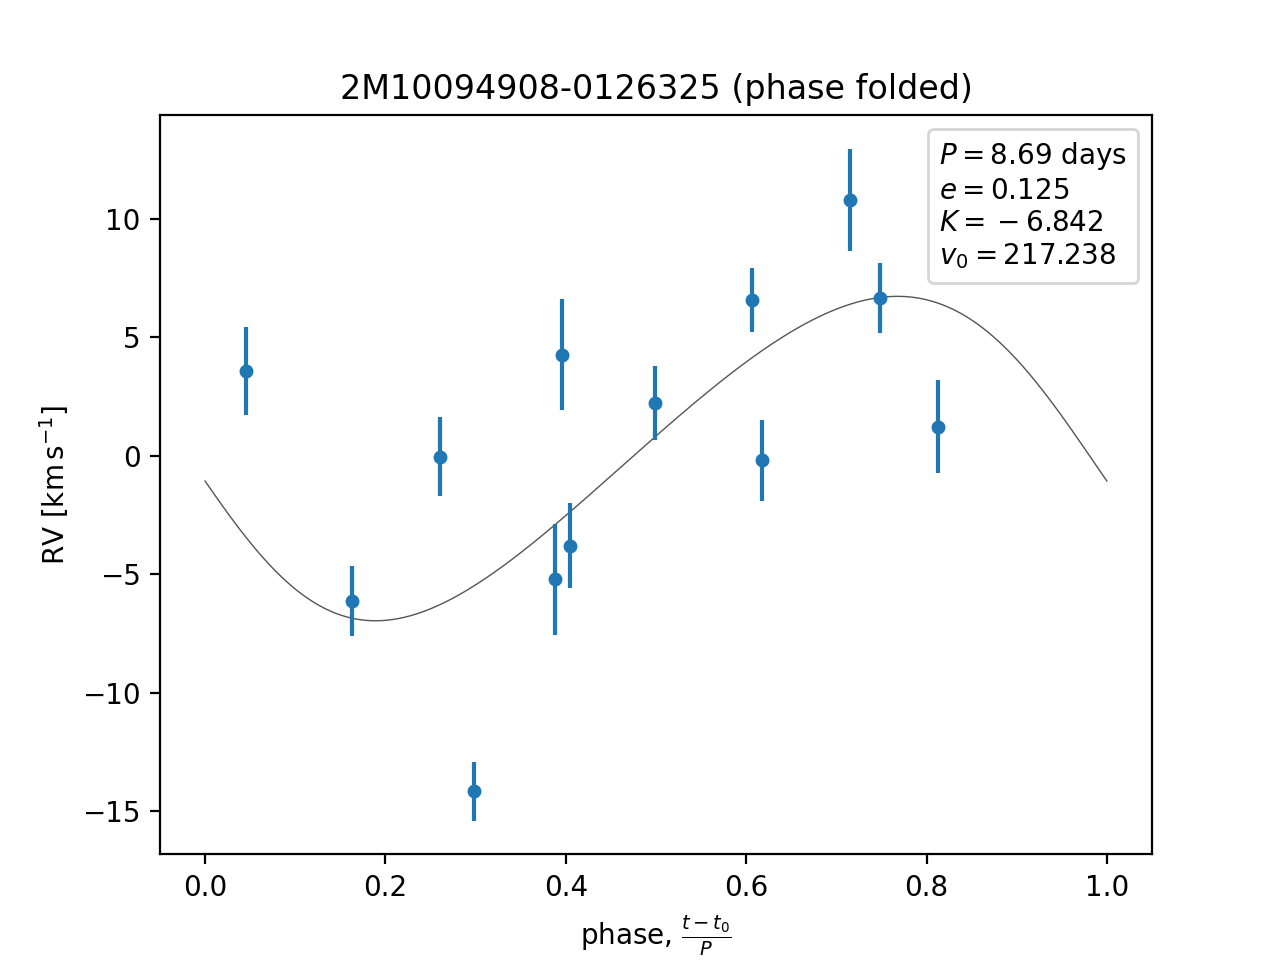 2M10094908-0126325 (phase folded)
P = 8.69 days
e = 0.125
K = −6.842
v₀ = 217.238
RV [km s⁻¹]
10
5
0
−5
−10
−15
0.0 0.2 0.4 0.6 0.8 1.0
phase, (t − t₀)/P